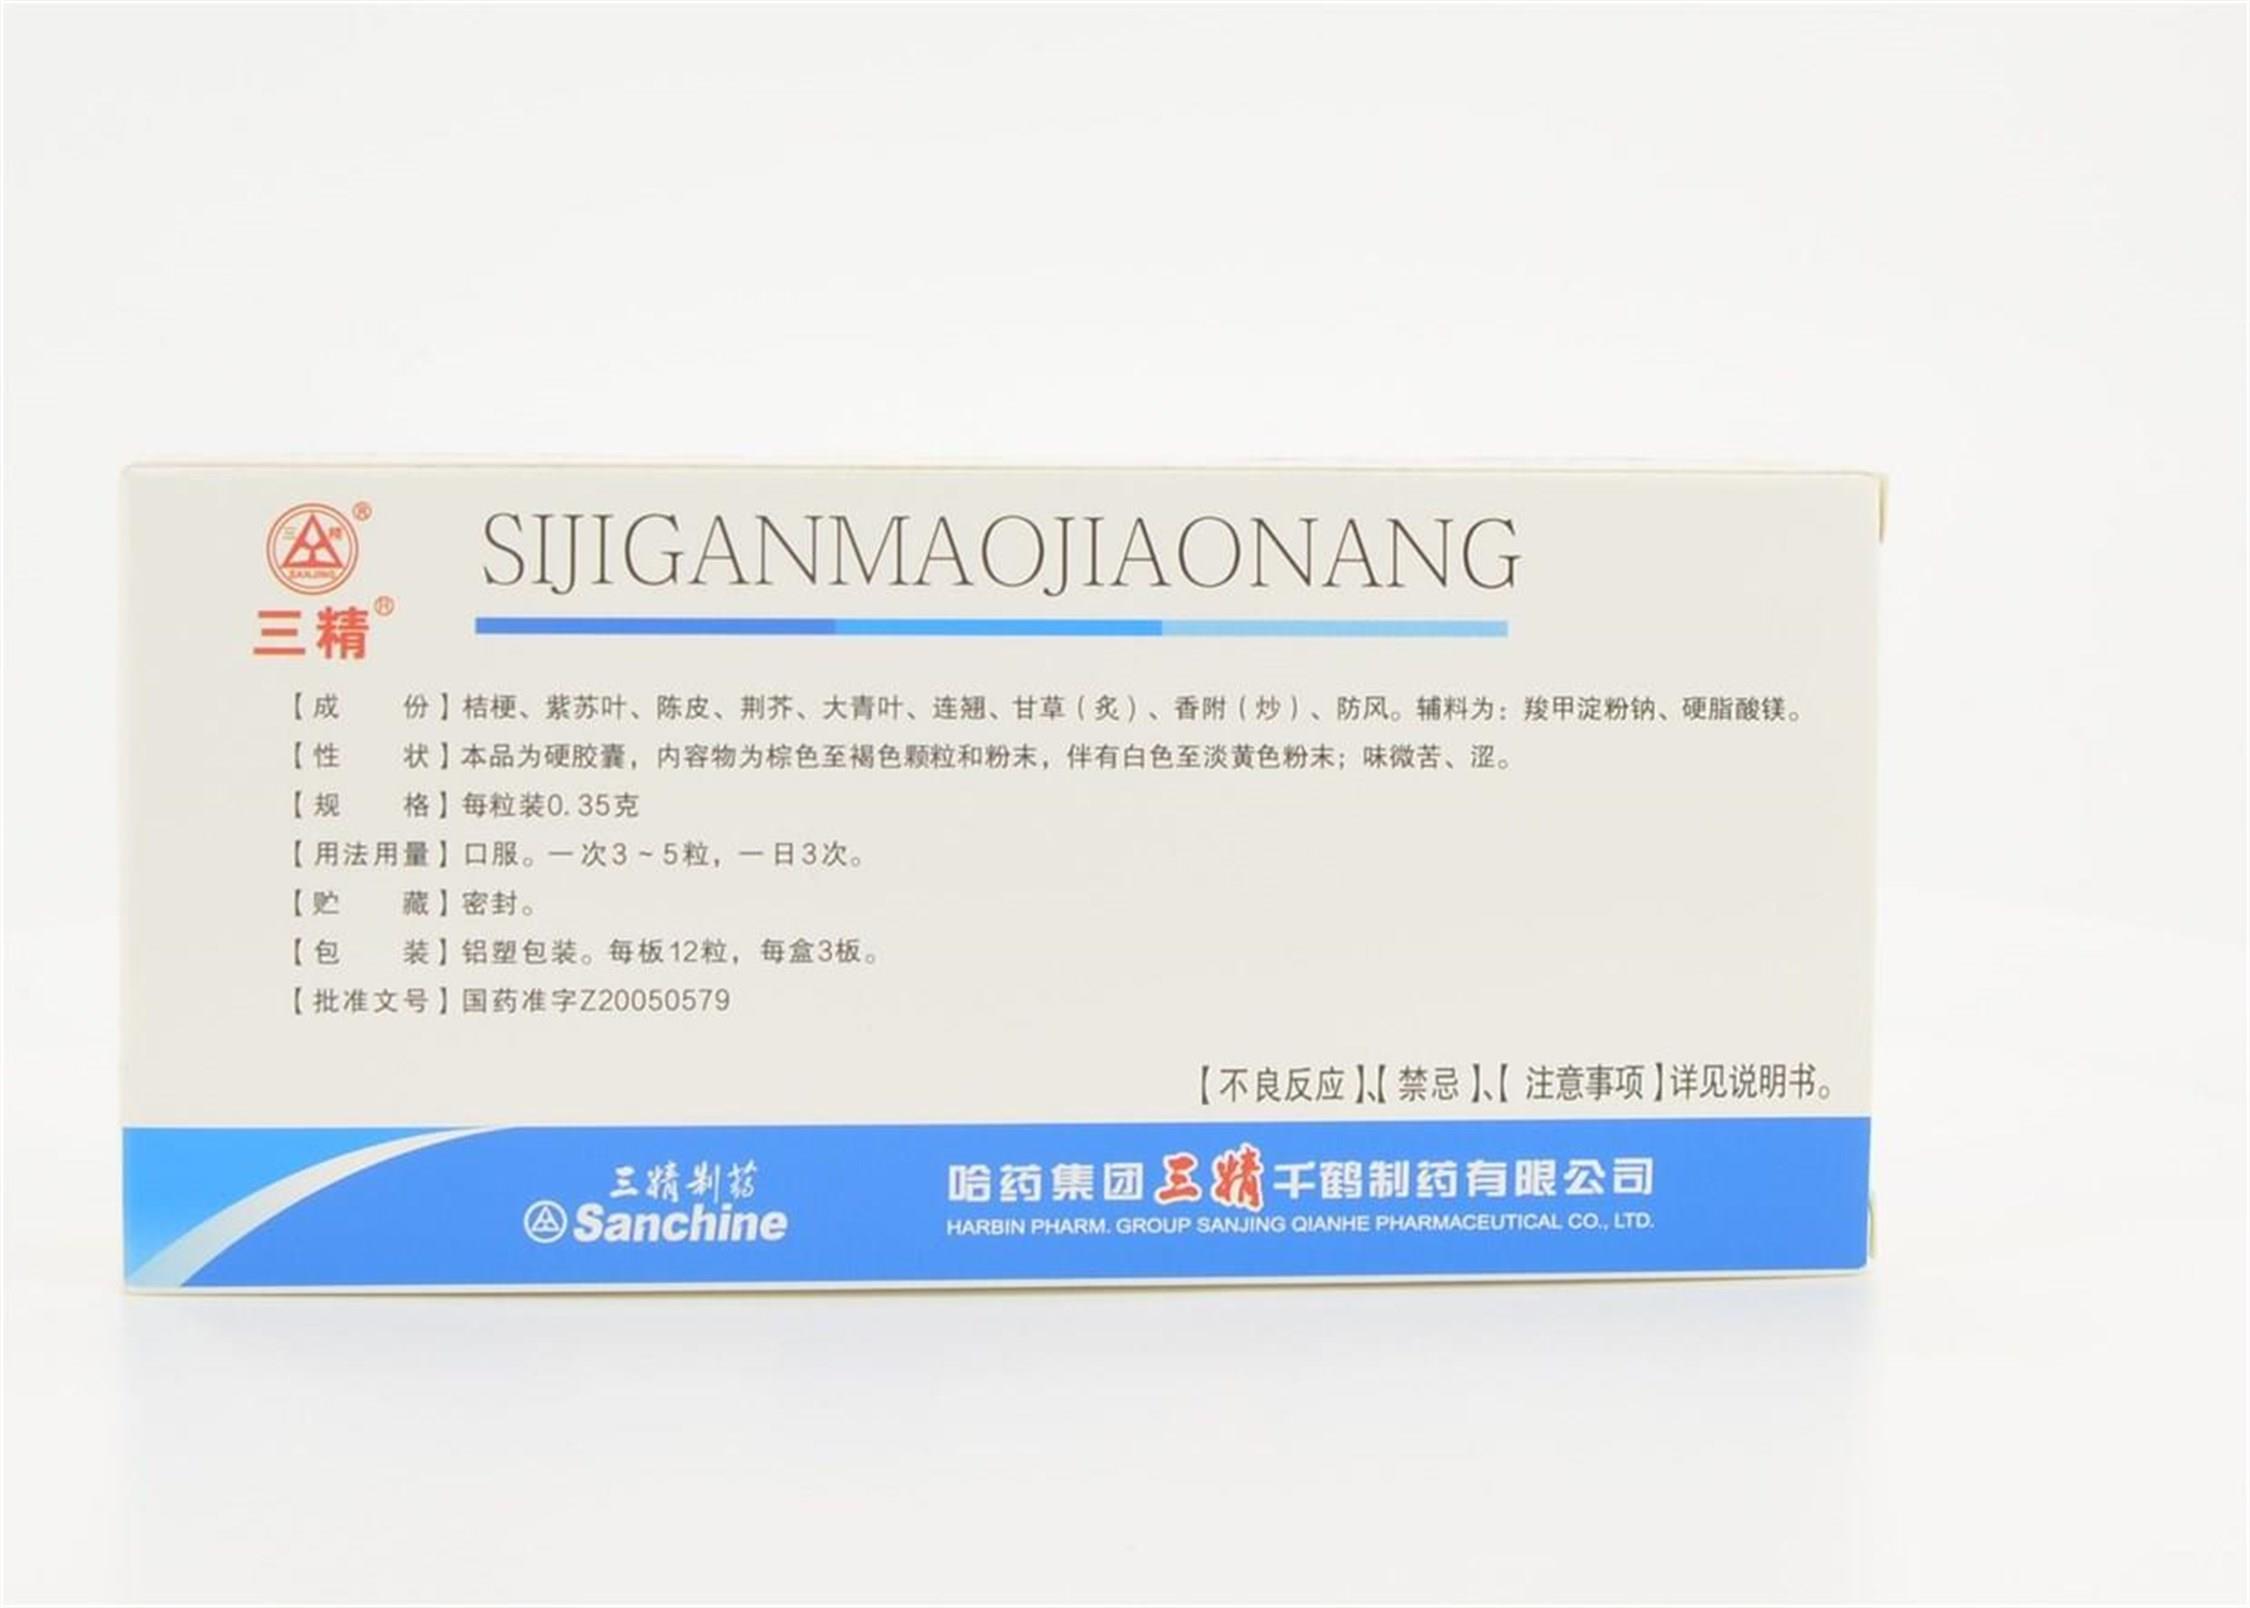 三 精 ®
SANJING
三精®
SIJIGANMAOJIAONANG
【成 份】桔梗、紫苏叶、陈皮、荆芥、大青叶、连翘、甘草(炙)、香附(炒)、防风。辅料为：羧甲淀粉钠、硬脂酸镁。
【性 状】本品为硬胶囊，内容物为棕色至褐色颗粒和粉末，伴有白色至淡黄色粉末；味微苦、涩。
【规 格】每粒装0.35克
【用法用量】口服。一次3~5粒，一日3次。
【贮 藏】密封。
【包 装】铝塑包装。每板12粒，每盒3板。
【批准文号】国药准字Z20050579
【不良反应】、【禁忌】、【注意事项】详见说明书。
三精制药
Sanchine
哈药集团三精千鹤制药有限公司
HARBIN PHARM. GROUP SANJING QIANHE PHARMACEUTICAL CO., LTD.